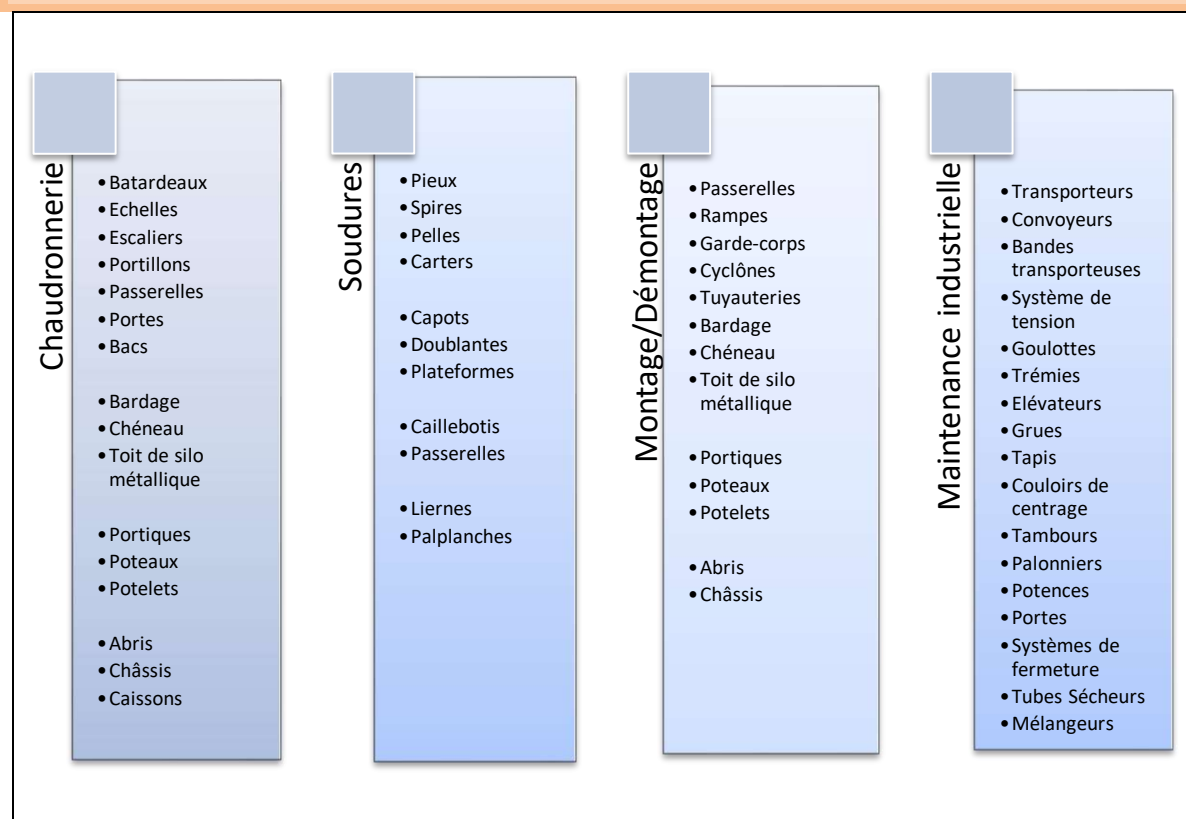 Chaudronnerie
• Batardeaux
• Echelles
• Escaliers
• Portillons
• Passerelles
• Portes
• Bacs
• Bardage
• Chéneau
• Toit de silo
métallique
• Portiques
• Poteaux
• Potelets
• Abris
• Châssis
• Caissons
Soudures
• Pieux
• Spires
• Pelles
• Carters
• Capots
• Doublantes
• Plateformes
• Caillebotis
• Passerelles
• Liernes
• Palplanches
Montage/Démontage
• Passerelles
• Rampes
• Garde-corps
• Cyclônes
• Tuyauteries
• Bardage
• Chéneau
• Toit de silo
métallique
• Portiques
• Poteaux
• Potelets
• Abris
• Châssis
Maintenance industrielle
• Transporteurs
• Convoyeurs
• Bandes
transporteuses
• Système de
tension
• Goulottes
• Trémies
• Elévateurs
• Grues
• Tapis
• Couloirs de
centrage
• Tambours
• Palonniers
• Potences
• Portes
• Systèmes de
fermeture
• Tubes Sécheurs
• Mélangeurs